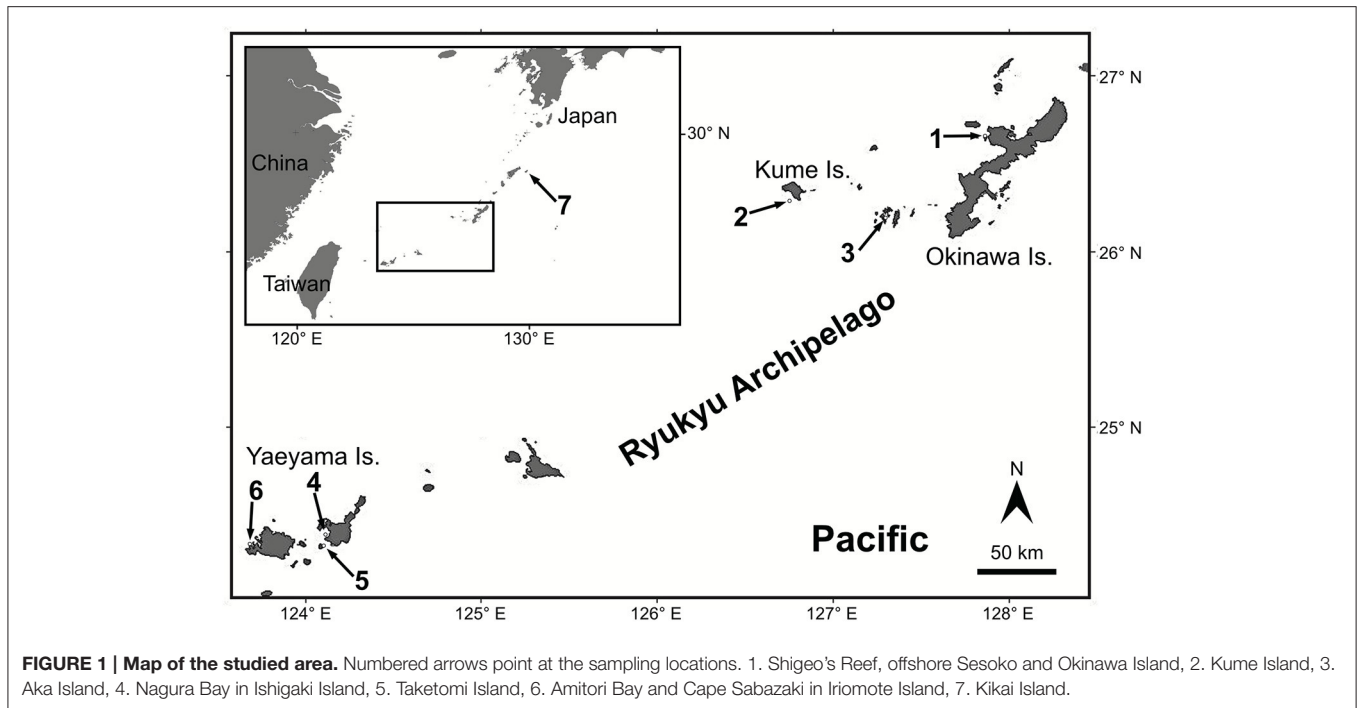 27° N
Japan
30° N
1
China
Kume Is.
7
2
3
26° N
Okinawa Is.
Taiwan
120° E
130° E
Ryukyu Archipelago
25° N
Yaeyama Is.
4
6
N
Pacific
50 km
5
124° E
125° E
126° E
127° E
128° E
FIGURE 1 | Map of the studied area. Numbered arrows point at the sampling locations. 1. Shigeo's Reef, offshore Sesoko and Okinawa Island, 2. Kume Island, 3.
Aka Island, 4. Nagura Bay in Ishigaki Island, 5. Taketomi Island, 6. Amitori Bay and Cape Sabazaki in Iriomote Island, 7. Kikai Island.